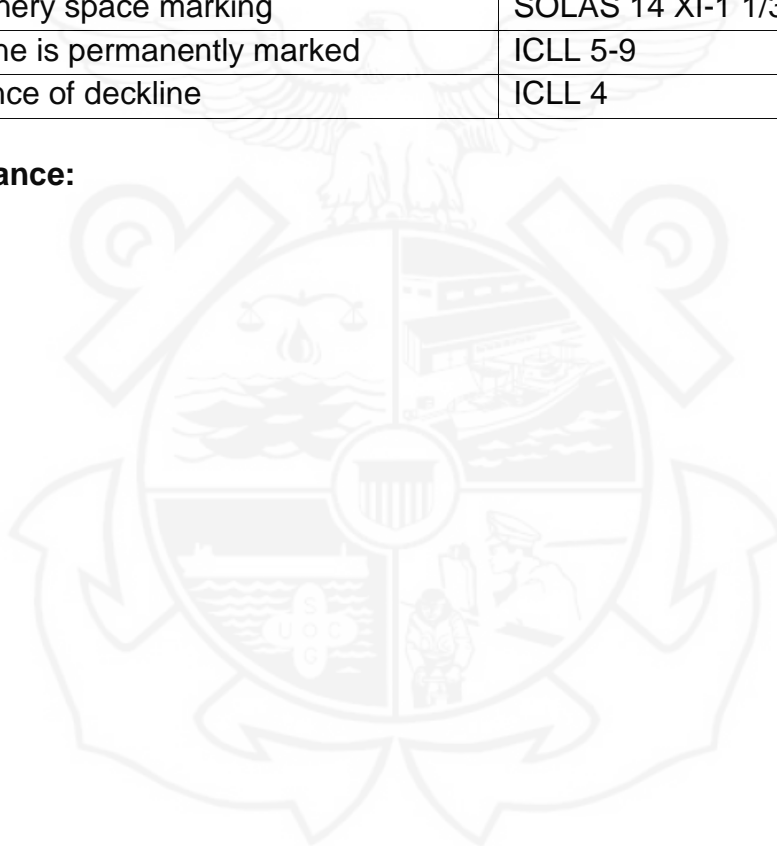 nery space marking SOLAS 14 XI-1 1/3
ne is permanently marked ICLL 5-9
nce of deckline ICLL 4
ance:
S
U O C
G